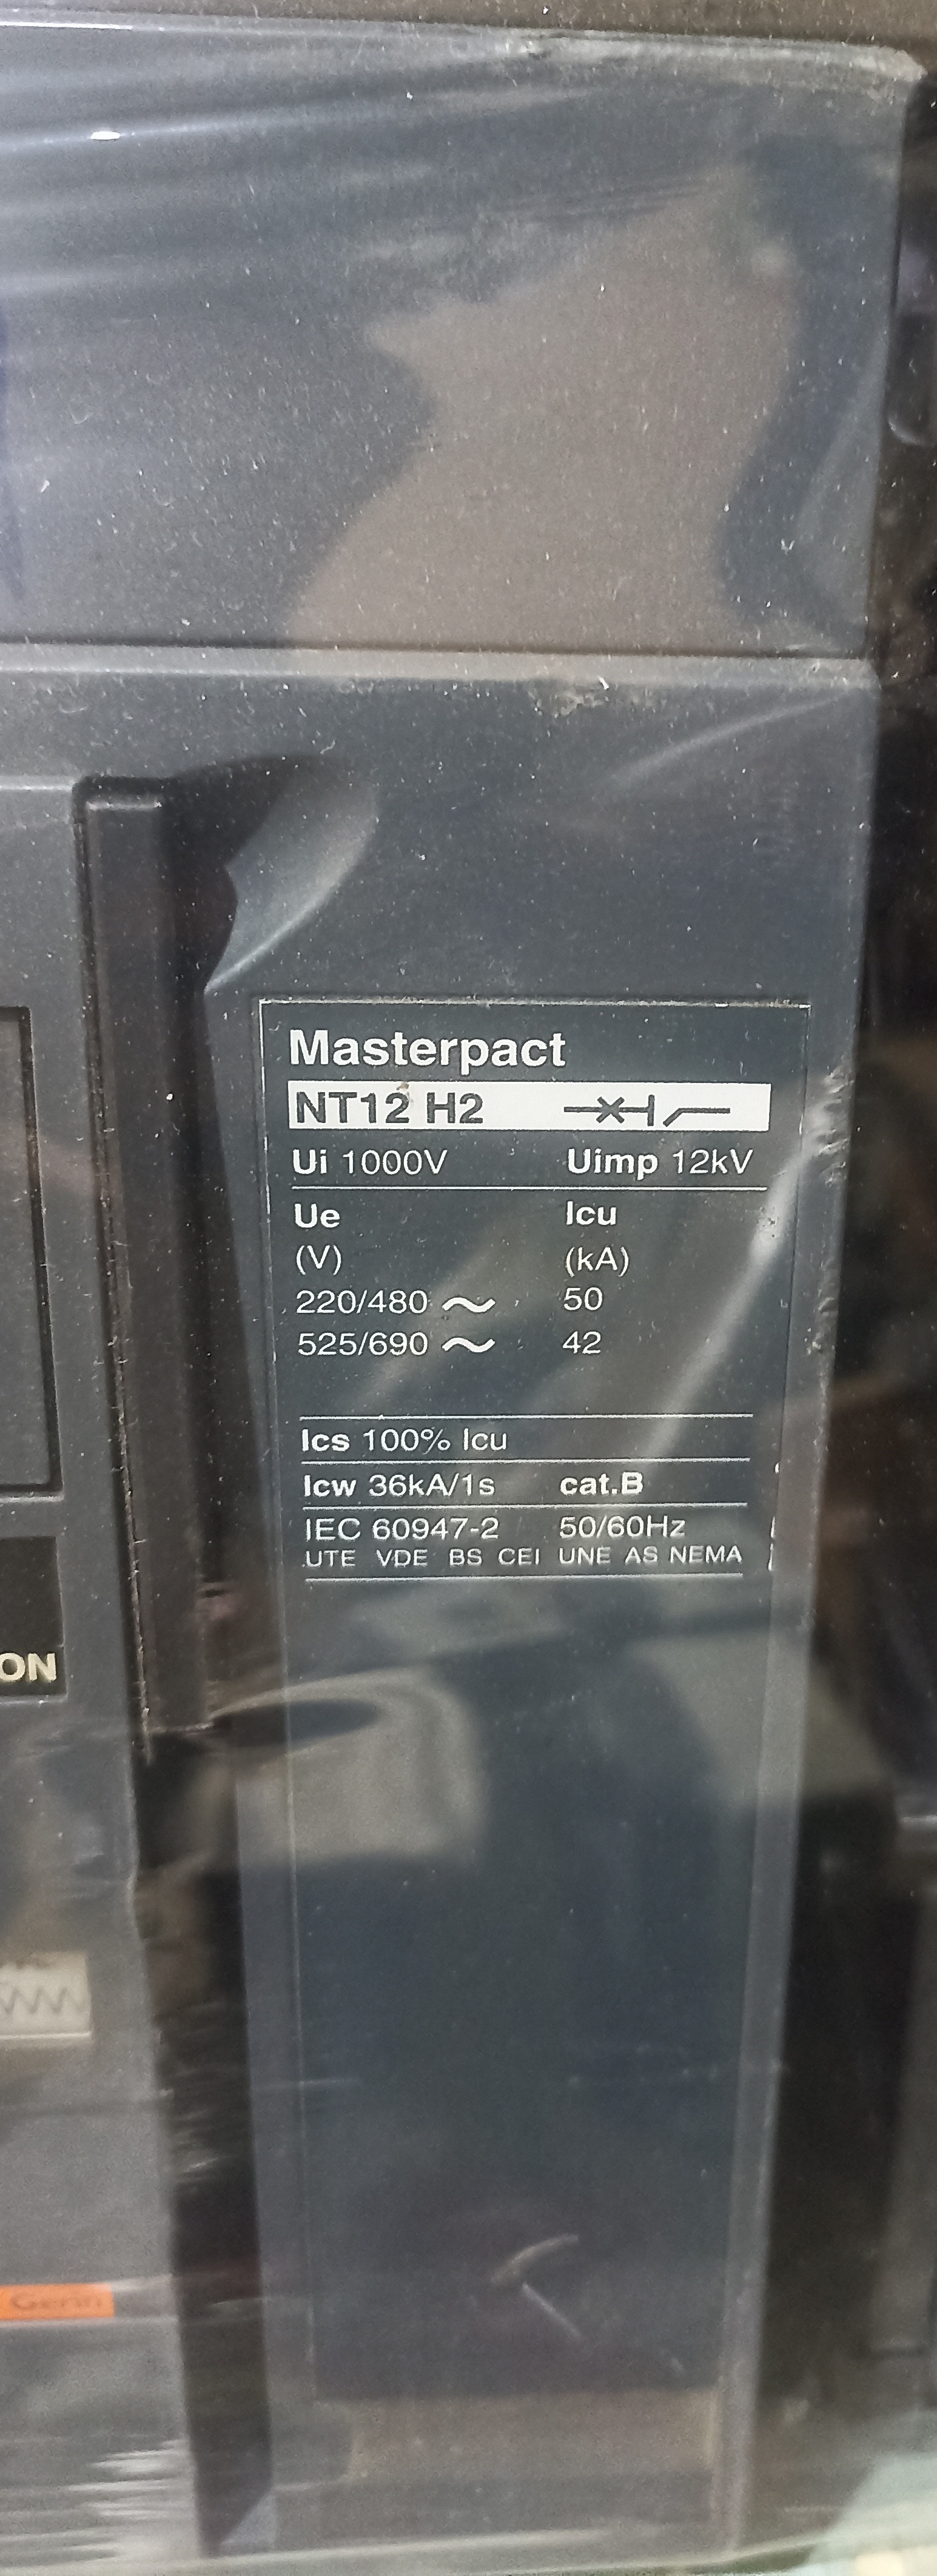 Masterpact
NT12 H2
Ui 1000V Uimp 12kV
Ue Icu
(V) (kA)
220/480 ~ 50
525/690 ~ 42
Ics 100% Icu
Icw 36kA/1s cat.B
IEC 60947-2 50/60Hz
UTE VDE BS CEI UNE AS NEMA
ON
Gerin